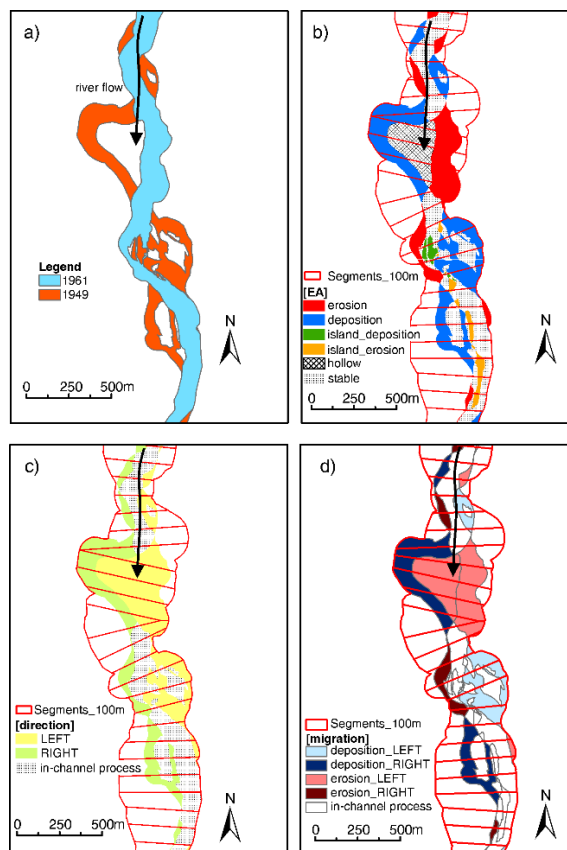 a)
river flow
Legend
1961
1949
N
0 250 500m
b)
Segments_100m
[EA]
erosion
deposition
island_deposition
island_erosion
hollow
stable
N
0 250 500m
c)
Segments_100m
[direction]
LEFT
RIGHT
in-channel process
N
0 250 500m
d)
Segments_100m
[migration]
deposition_LEFT
deposition_RIGHT
erosion_LEFT
erosion_RIGHT
in-channel process
N
0 250 500m